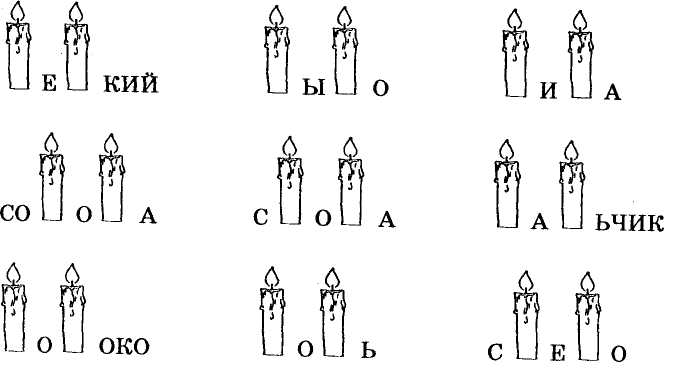 Е КИЙ Ы О И А
СО О А С О А А ЬЧИК
О ОКО О Ь С Е О